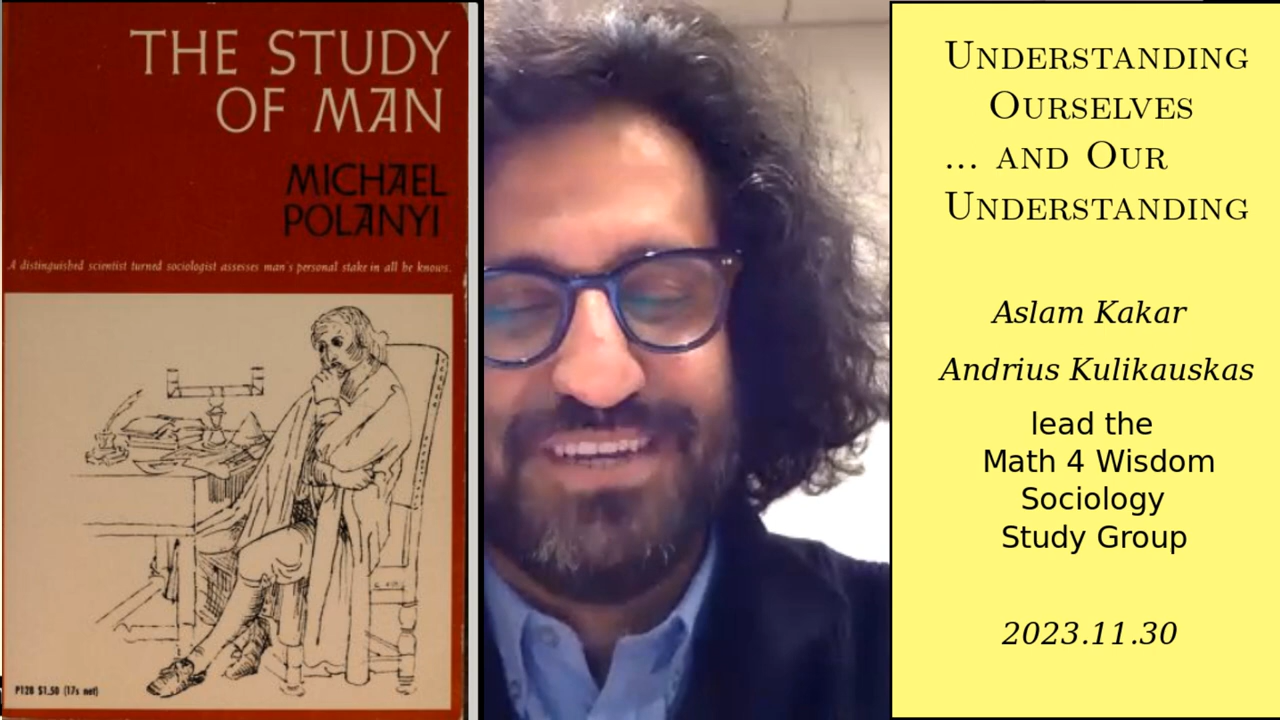 THE STUDY
OF MAN
MICHAEL
POLANYI
A distinguished scientist turned sociologist assesses man's personal stake in all he knows.
P128 $1.50 (17s net)
UNDERSTANDING
OURSELVES
... AND OUR
UNDERSTANDING
Aslam Kakar
Andrius Kulikauskas
lead the
Math 4 Wisdom
Sociology
Study Group
2023.11.30